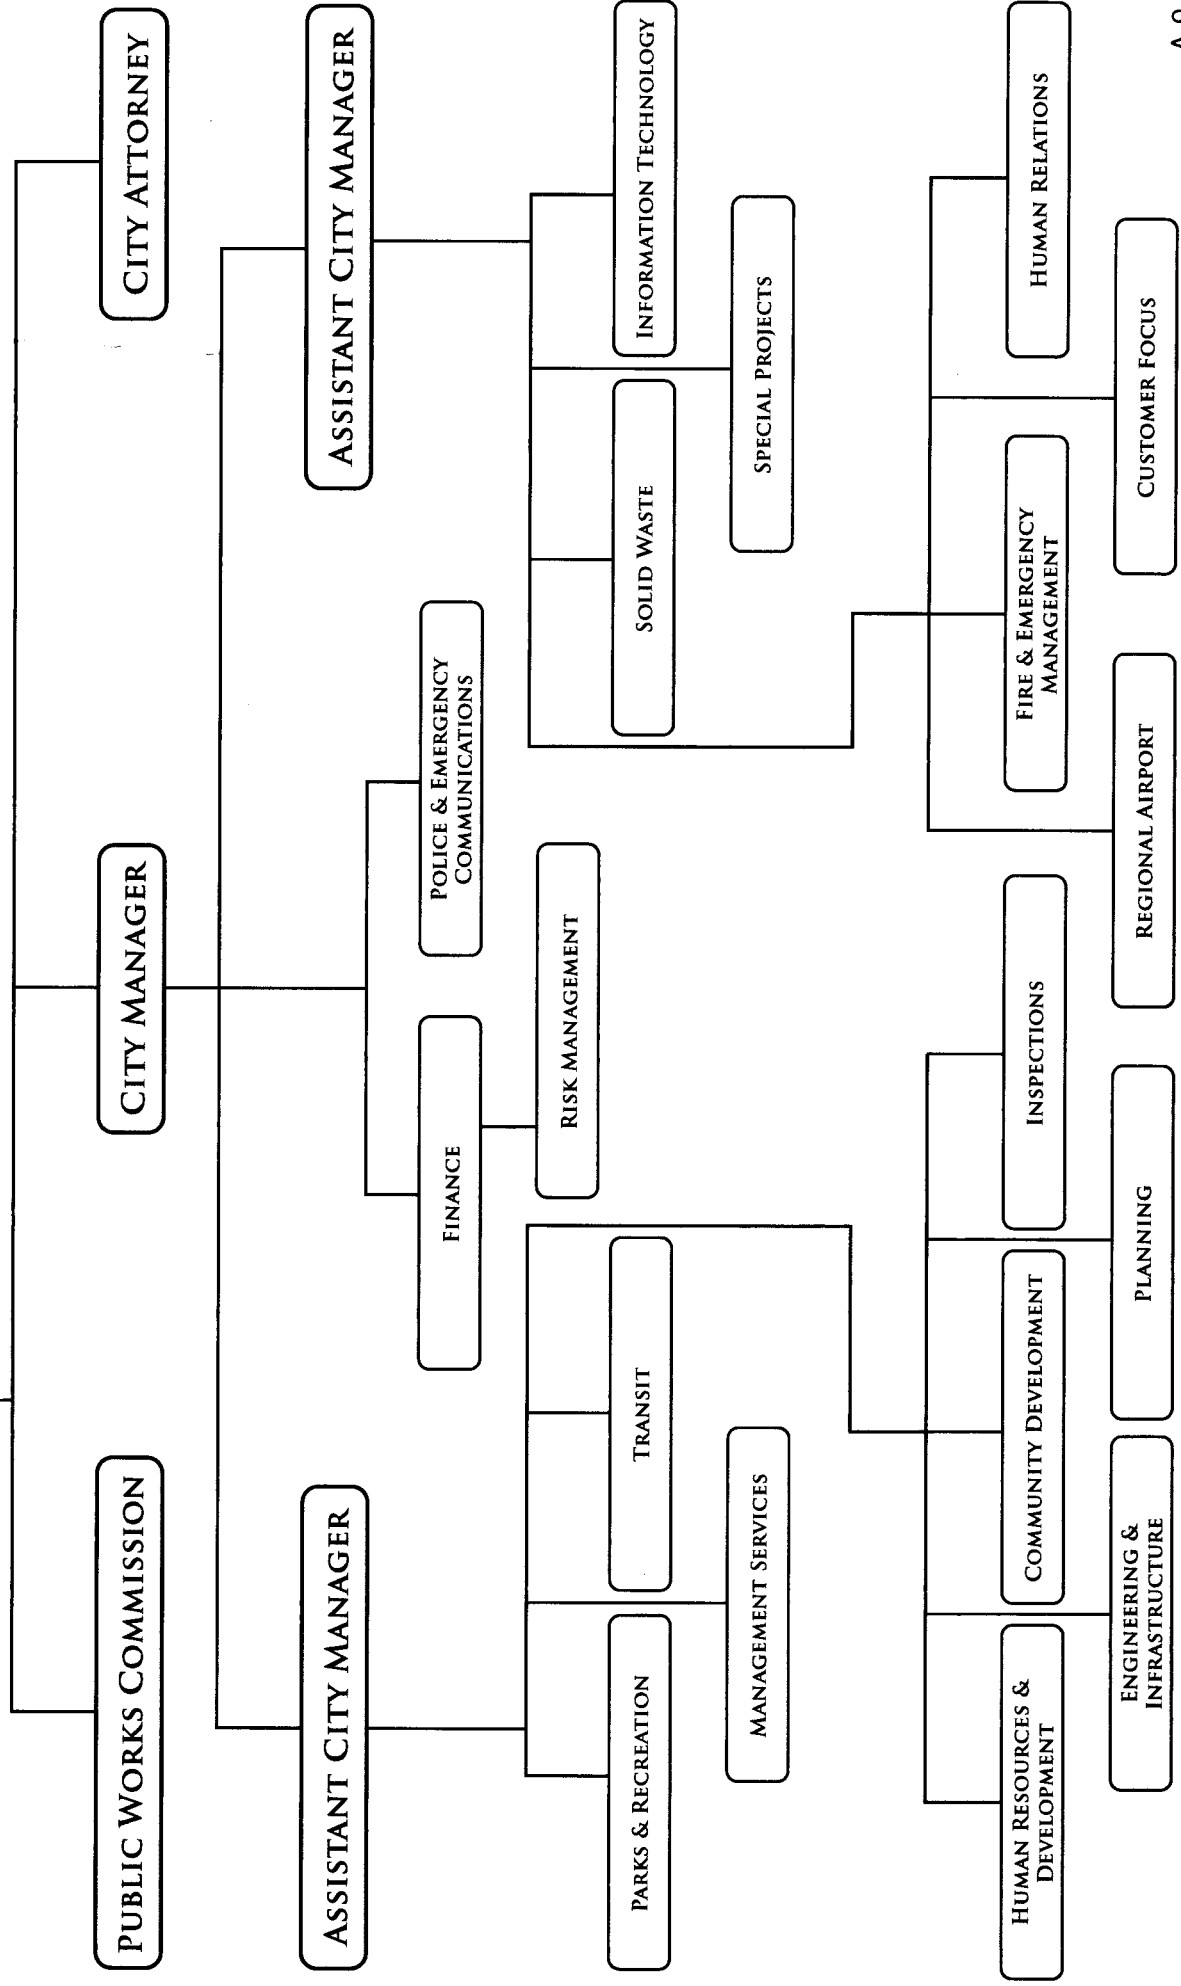 PUBLIC WORKS COMMISSION
CITY MANAGER
CITY ATTORNEY
ASSISTANT CITY MANAGER
ASSISTANT CITY MANAGER
FINANCE
POLICE & EMERGENCY
COMMUNICATIONS
RISK MANAGEMENT
PARKS & RECREATION
TRANSIT
SOLID WASTE
INFORMATION TECHNOLOGY
MANAGEMENT SERVICES
SPECIAL PROJECTS
HUMAN RESOURCES &
DEVELOPMENT
COMMUNITY DEVELOPMENT
INSPECTIONS
FIRE & EMERGENCY
MANAGEMENT
HUMAN RELATIONS
ENGINEERING &
INFRASTRUCTURE
PLANNING
REGIONAL AIRPORT
CUSTOMER FOCUS